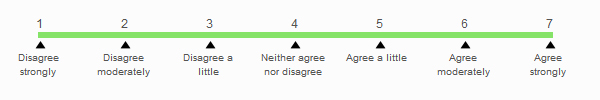 1 2 3 4 5 6 7
Disagree strongly
Disagree moderately
Disagree a little
Neither agree nor disagree
Agree a little
Agree moderately
Agree strongly